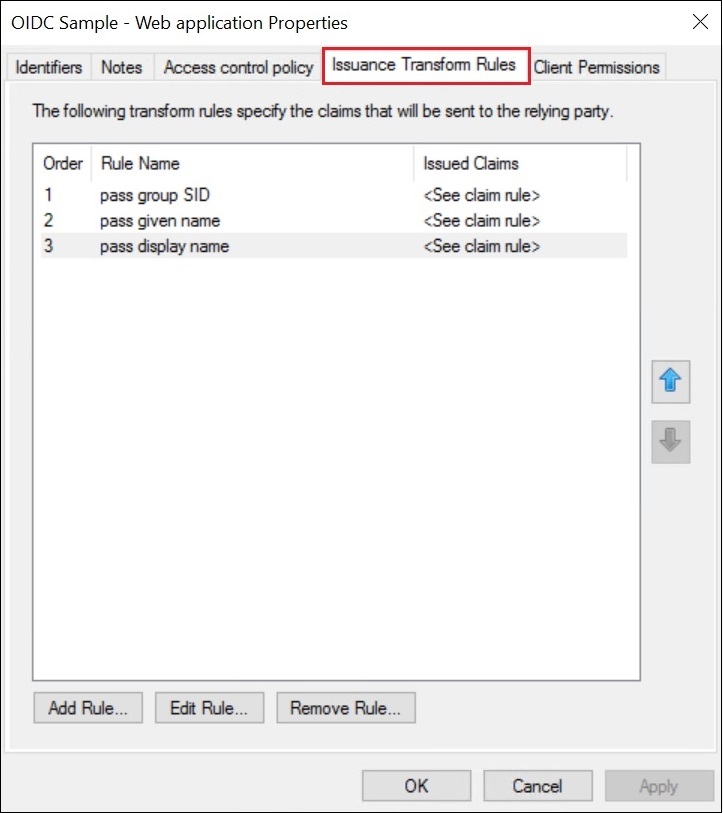 OIDC Sample - Web application Properties
Identifiers Notes Access control policy Issuance Transform Rules Client Permissions
The following transform rules specify the claims that will be sent to the relying party.
Order Rule Name Issued Claims
1 pass group SID <See claim rule>
2 pass given name <See claim rule>
3 pass display name <See claim rule>
Add Rule... Edit Rule... Remove Rule...
OK Cancel Apply